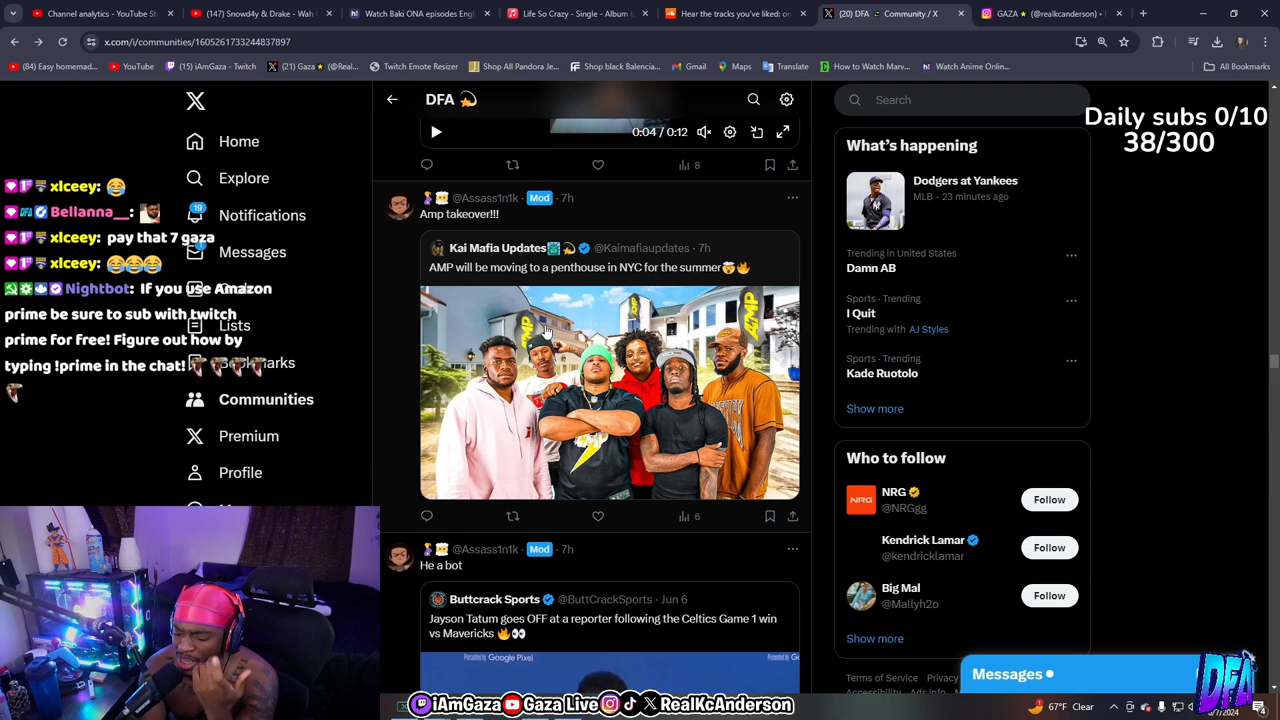 Channel analytics - YouTube Stu
(147) Snowd4y & Drake - Wah G
Watch Baki ONA episodes Engl
Life So Crazy - Single - Album b
Hear the tracks you've liked: on
(20) DFA Community / X
GAZA ★ (@realkcanderson) •
x.com/i/communities/1605261733244837897
(84) Easy homemad...
YouTube
(15) iAmGaza - Twitch
(21) Gaza ★ (@Real...
Twitch Emote Resizer
Shop All Pandora Je...
Shop black Balencia...
Gmail
Maps
Translate
How to Watch Marv...
Watch Anime Onlin...
All Bookmarks
Home
Explore
19
Notifications
Messages
Lists
Communities
Premium
Profile
xlceey: 😂
DFA Bellanna__:
xlceey: pay that 7 gaza
xlceey: 😂😂😂
Nightbot: If you use Amazon
prime be sure to sub with twitch
prime for free! Figure out how by
typing !prime in the chat!
DFA 💫
0:04 / 0:12
8
@Assass1n1k Mod · 7h
Amp takeover!!!
Kai Mafia Updates @Kaimafiaupdates · 7h
AMP will be moving to a penthouse in NYC for the summer🤯🔥
AMP
AMP
6
@Assass1n1k Mod · 7h
He a bot
Buttcrack Sports @ButtCrackSports · Jun 6
Jayson Tatum goes OFF at a reporter following the Celtics Game 1 win
vs Mavericks 🔥👀
Presented by Google Pixel
Search
Daily subs 0/10
38/300
What's happening
Dodgers at Yankees
MLB · 23 minutes ago
Trending in United States
Damn AB
Sports · Trending
I Quit
Trending with AJ Styles
Sports · Trending
Kade Ruotolo
Show more
Who to follow
NRG
@NRGgg
Follow
Kendrick Lamar
@kendricklamar
Follow
Big Mal
@Mallyh2o
Follow
Show more
Terms of Service
Privacy
Messages
DFA
iAmGaza Gaza Live RealKcAnderson
67°F Clear